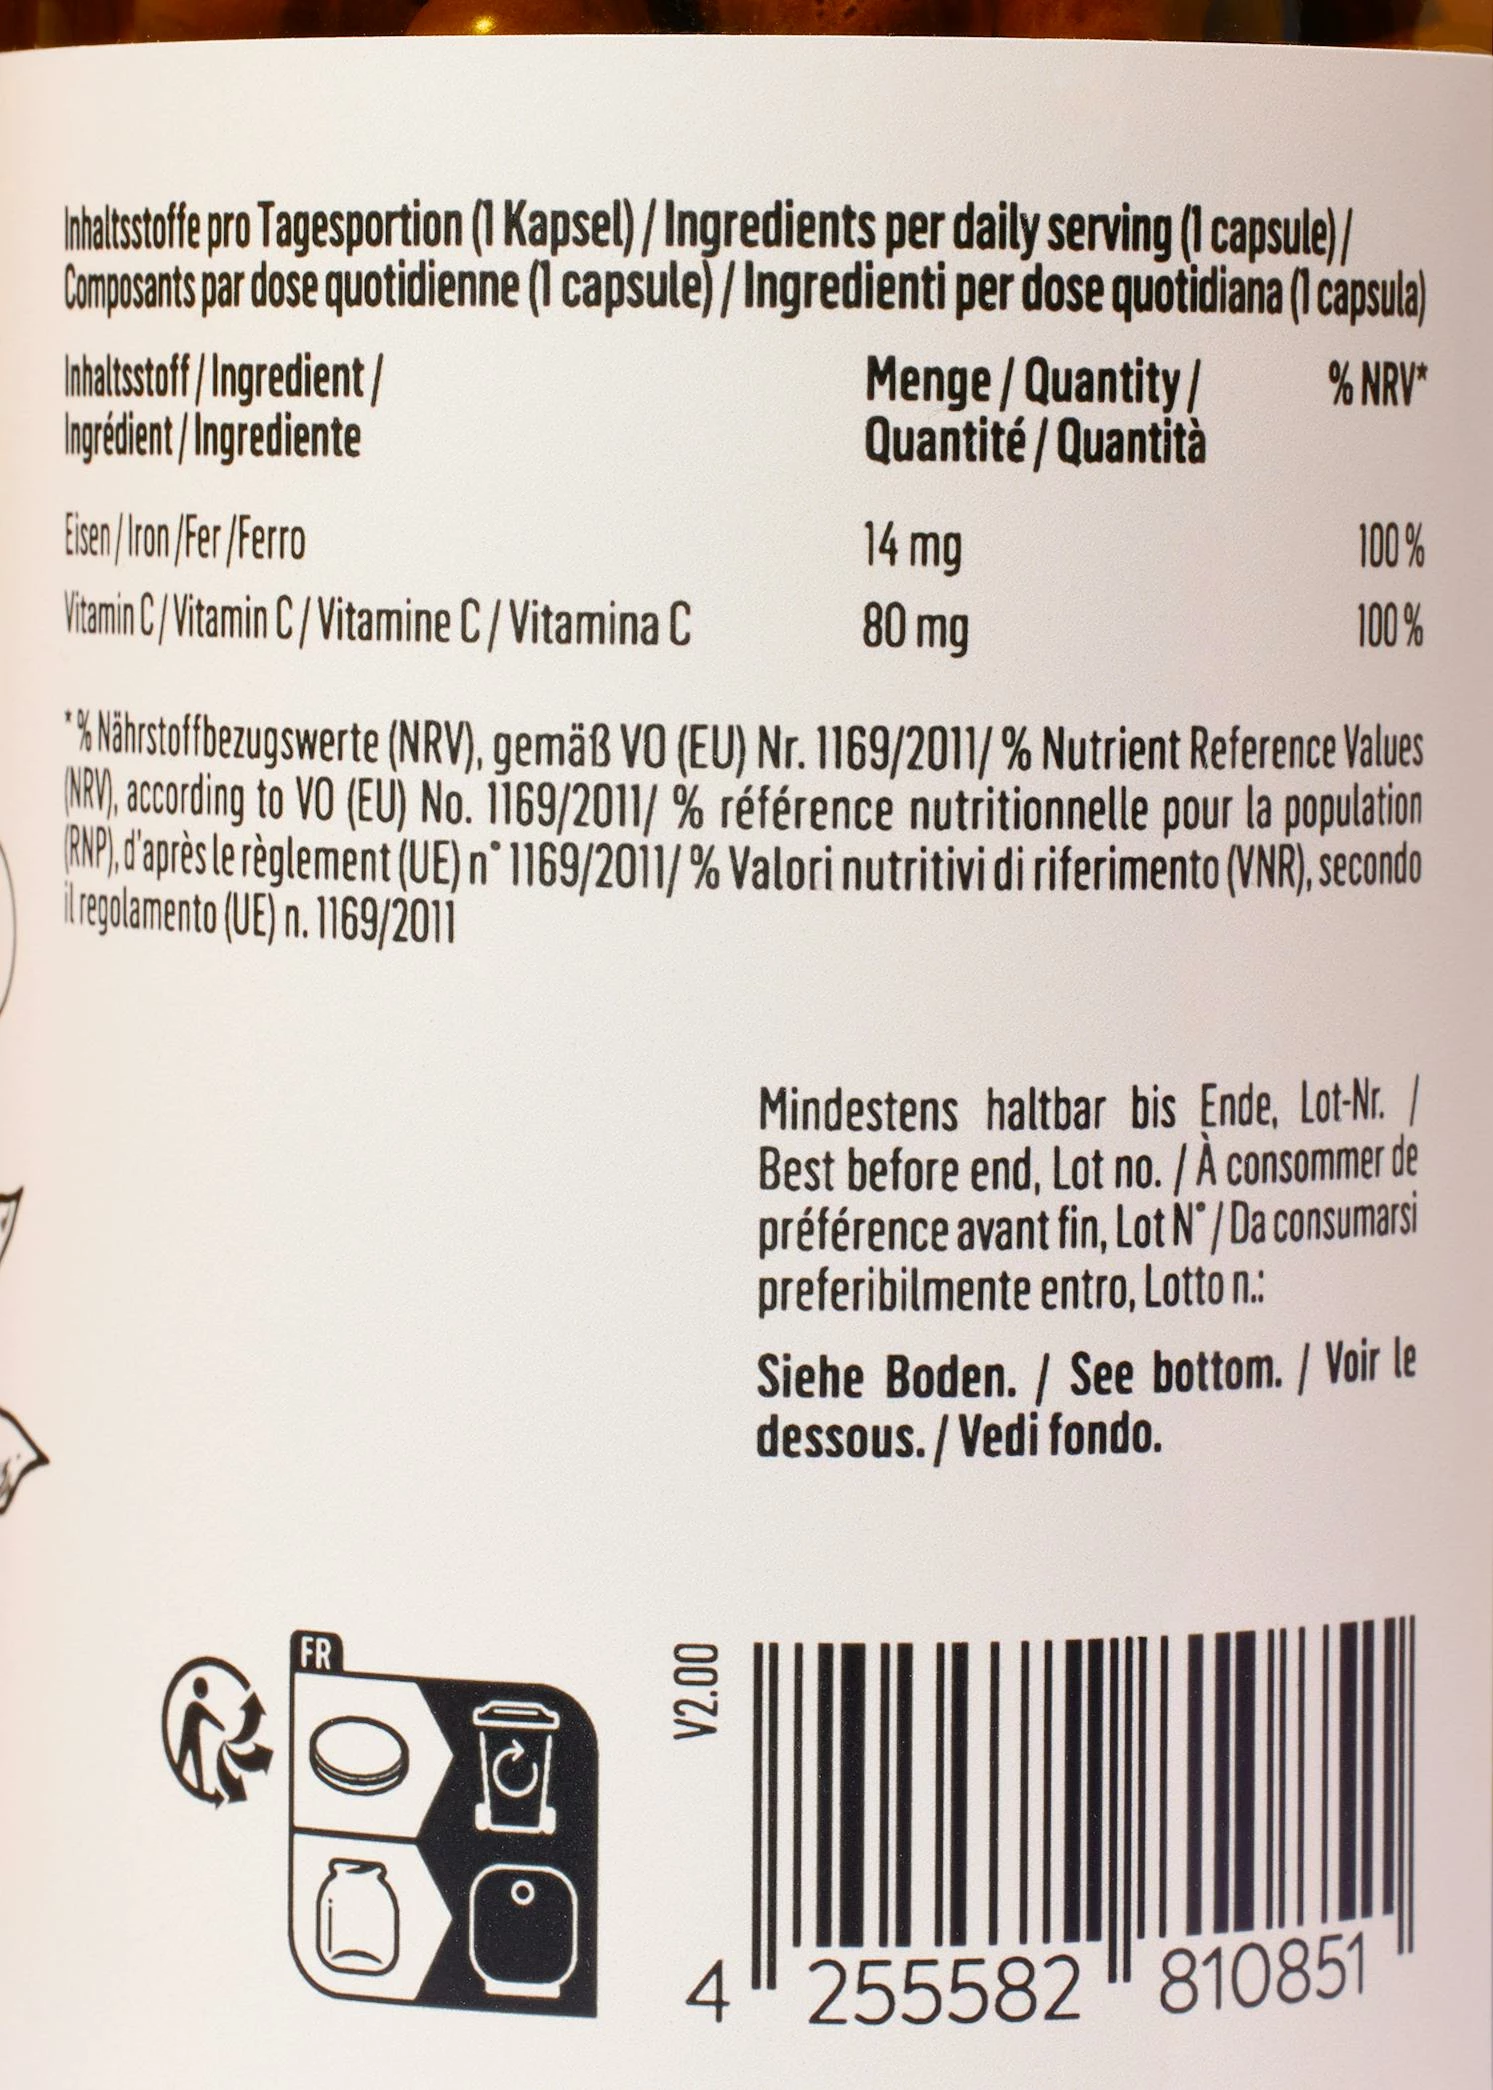 Inhaltsstoffe pro Tagesportion (1 Kapsel) / Ingredients per daily serving (1 capsule) /
Composants par dose quotidienne (1 capsule) / Ingredienti per dose quotidiana (1 capsula)
Inhaltsstoff / Ingredient /
Ingrédient / Ingrediente
Menge / Quantity /
Quantité / Quantità
% NRV*
Eisen / Iron /Fer /Ferro 14 mg 100 %
Vitamin C / Vitamin C / Vitamine C / Vitamina C 80 mg 100 %
*% Nährstoffbezugswerte (NRV), gemäß VO (EU) Nr. 1169/2011/ % Nutrient Reference Values
(NRV), according to VO (EU) No. 1169/2011/ % référence nutritionnelle pour la population
(RNP), d'après le règlement (UE) n° 1169/2011/ % Valori nutritivi di riferimento (VNR), secondo
il regolamento (UE) n. 1169/2011
Mindestens haltbar bis Ende, Lot-Nr. /
Best before end, Lot no. / À consommer de
préférence avant fin, Lot N° / Da consumarsi
preferibilmente entro, Lotto n.:
Siehe Boden. / See bottom. / Voir le
dessous. / Vedi fondo.
FR
V2.00
4 255582 810851